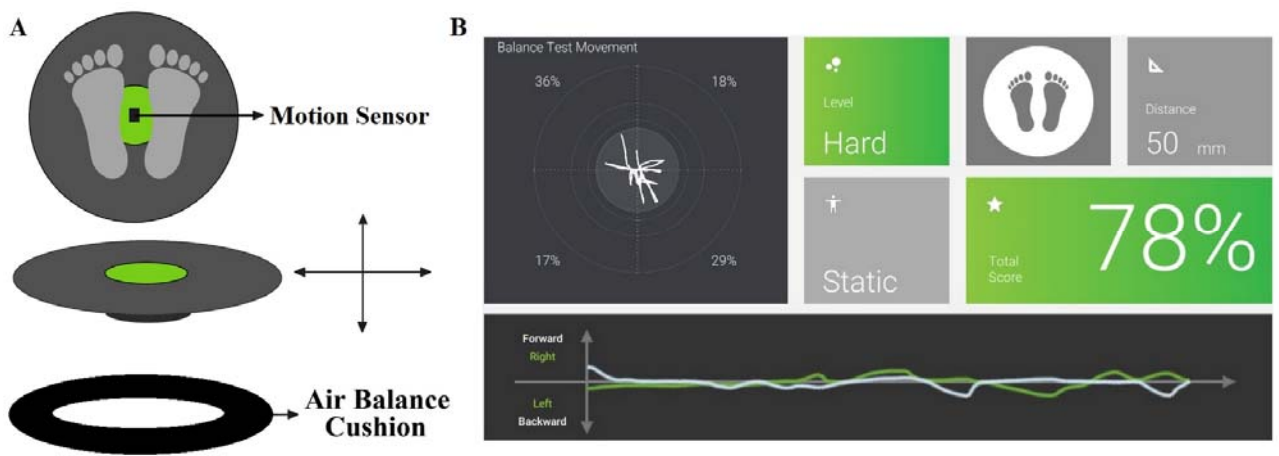 A
Motion Sensor
Air Balance
Cushion
B
Balance Test Movement
36%
18%
17%
29%
Level
Hard
Distance
50 mm
Static
Total
Score
78%
Forward
Right
Left
Backward